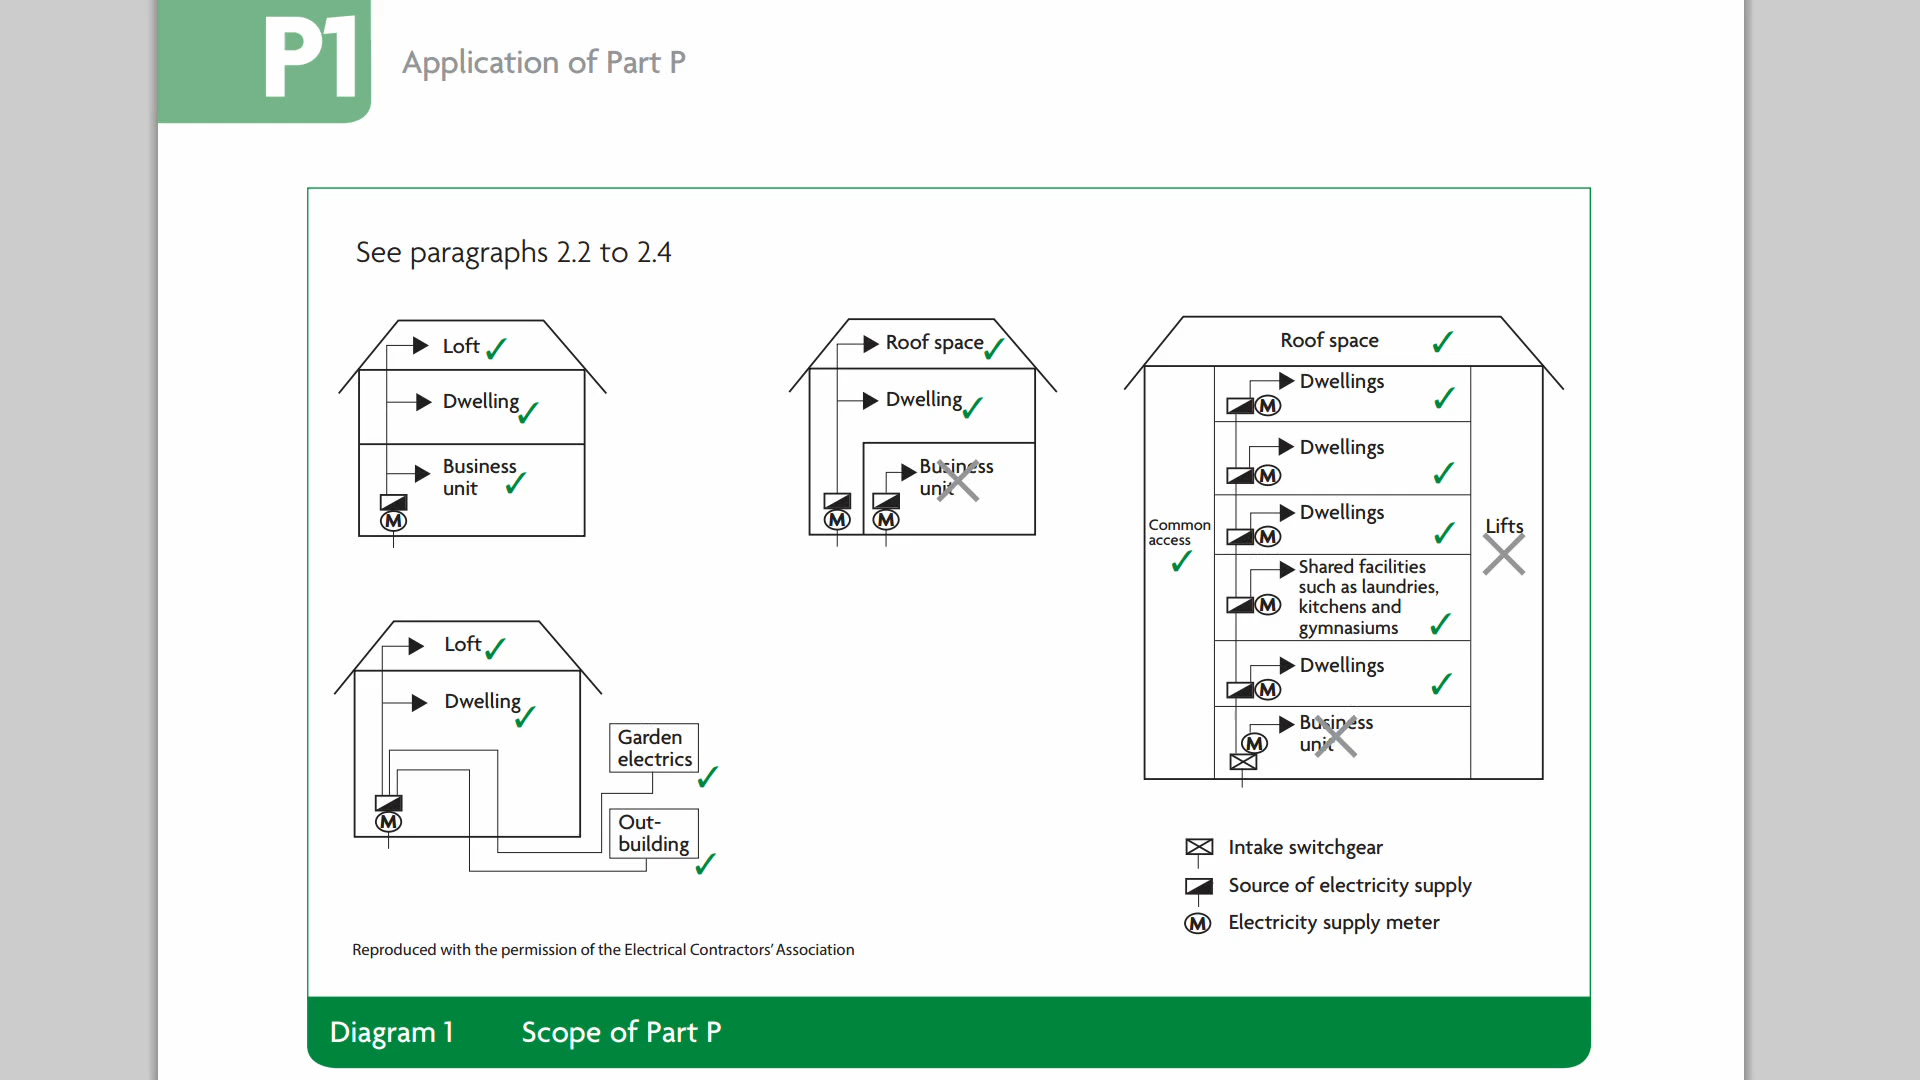 P1
Application of Part P
See paragraphs 2.2 to 2.4
Loft
Dwelling
Business
unit
M
Roof space
Dwelling
Business
unit
M
M
Roof space
Dwellings
M
Dwellings
M
Dwellings
M
Common
access
Lifts
Shared facilities
such as laundries,
kitchens and
gymnasiums
M
Dwellings
M
Business
unit
M
Loft
Dwelling
Garden
electrics
Out-
building
M
Intake switchgear
Source of electricity supply
M Electricity supply meter
Reproduced with the permission of the Electrical Contractors' Association
Diagram 1 Scope of Part P